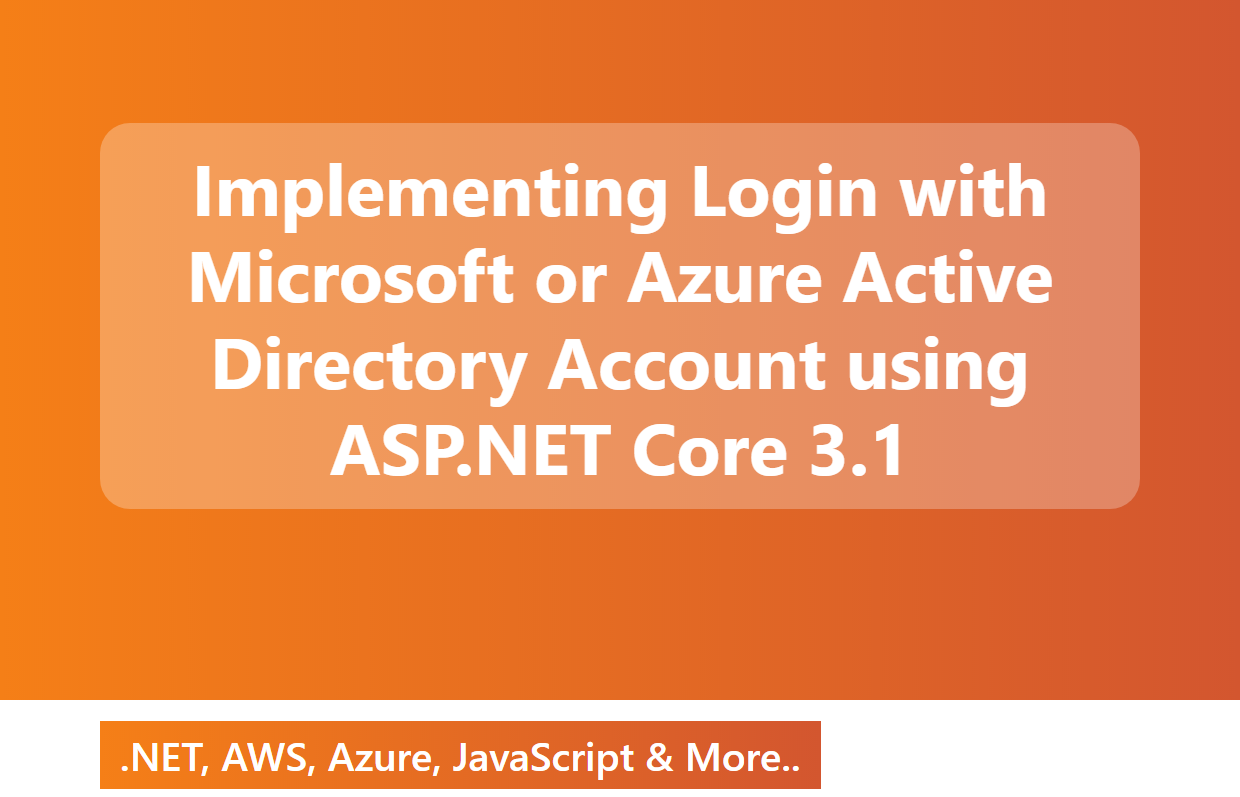 Implementing Login with
Microsoft or Azure Active
Directory Account using
ASP.NET Core 3.1
.NET, AWS, Azure, JavaScript & More..